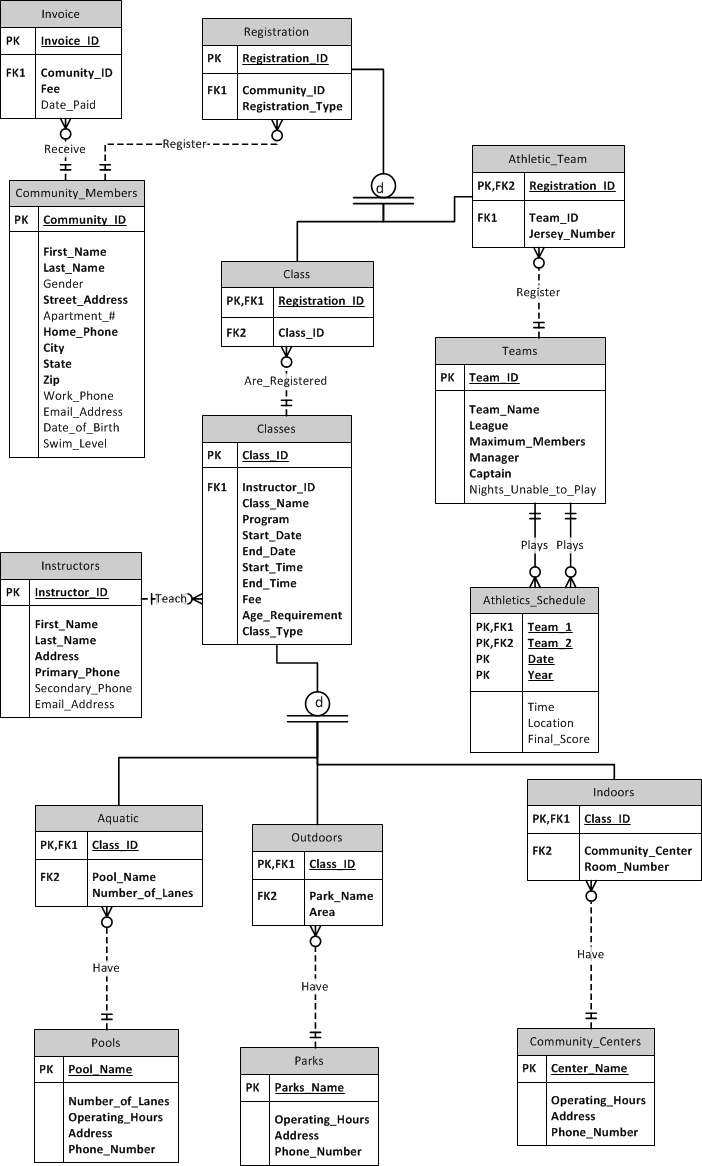 Invoice
PK Invoice_ID
FK1 Comunity_ID
Fee
Date_Paid
Receive
Registration
PK Registration_ID
FK1 Community_ID
Registration_Type
Register
d
Community_Members
PK Community_ID
First_Name
Last_Name
Gender
Street_Address
Apartment_#
Home_Phone
City
State
Zip
Work_Phone
Email_Address
Date_of_Birth
Swim_Level
Athletic_Team
PK,FK2 Registration_ID
FK1 Team_ID
Jersey_Number
Register
Class
PK,FK1 Registration_ID
FK2 Class_ID
Are_Registered
Teams
PK Team_ID
Team_Name
League
Maximum_Members
Manager
Captain
Nights_Unable_to_Play
Plays Plays
Classes
PK Class_ID
FK1 Instructor_ID
Class_Name
Program
Start_Date
End_Date
Start_Time
End_Time
Fee
Age_Requirement
Class_Type
Instructors
PK Instructor_ID
First_Name
Last_Name
Address
Primary_Phone
Secondary_Phone
Email_Address
Teach
Athletics_Schedule
PK,FK1 Team_1
PK,FK2 Team_2
PK Date
PK Year
Time
Location
Final_Score
d
Aquatic
PK,FK1 Class_ID
FK2 Pool_Name
Number_of_Lanes
Have
Outdoors
PK,FK1 Class_ID
FK2 Park_Name
Area
Have
Indoors
PK,FK1 Class_ID
FK2 Community_Center
Room_Number
Have
Pools
PK Pool_Name
Number_of_Lanes
Operating_Hours
Address
Phone_Number
Parks
PK Parks_Name
Operating_Hours
Address
Phone_Number
Community_Centers
PK Center_Name
Operating_Hours
Address
Phone_Number